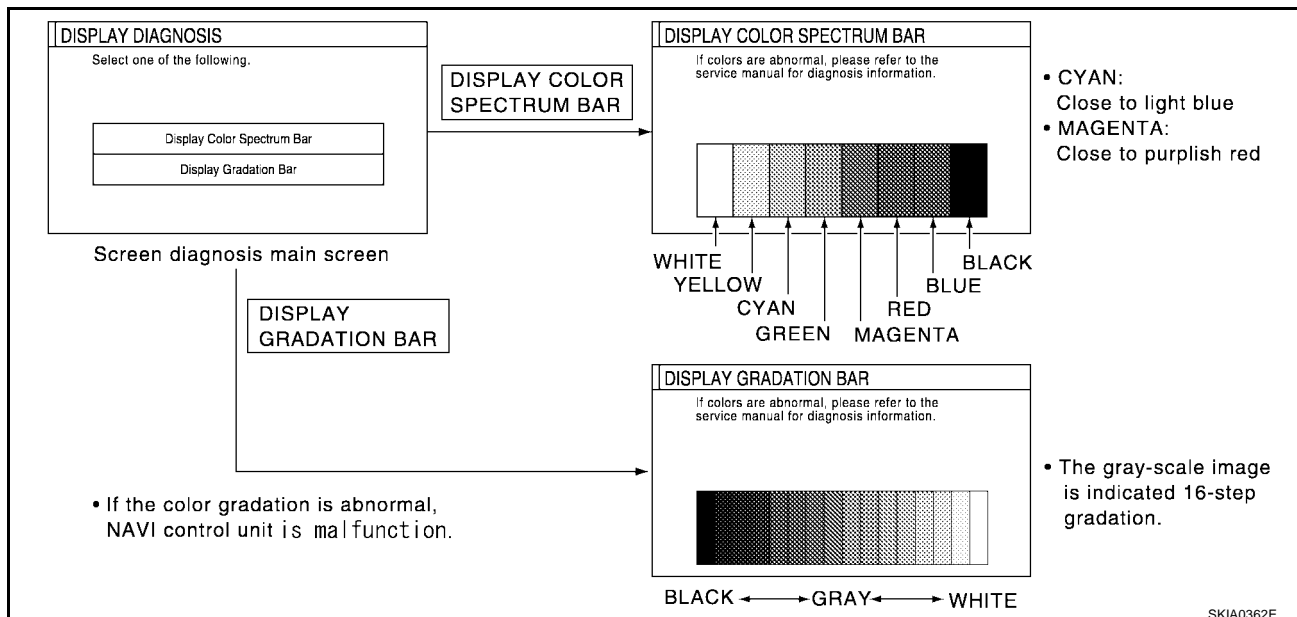 DISPLAY DIAGNOSIS
Select one of the following.
Display Color Spectrum Bar
Display Gradation Bar
Screen diagnosis main screen
DISPLAY COLOR
SPECTRUM BAR
DISPLAY COLOR SPECTRUM BAR
If colors are abnormal, please refer to the
service manual for diagnosis information.
WHITE
YELLOW
CYAN
GREEN
MAGENTA
RED
BLUE
BLACK
• CYAN:
Close to light blue
• MAGENTA:
Close to purplish red
DISPLAY
GRADATION BAR
• If the color gradation is abnormal,
NAVI control unit is malfunction.
DISPLAY GRADATION BAR
If colors are abnormal, please refer to the
service manual for diagnosis information.
BLACK GRAY WHITE
• The gray-scale image
is indicated 16-step
gradation.
SKIA0362E